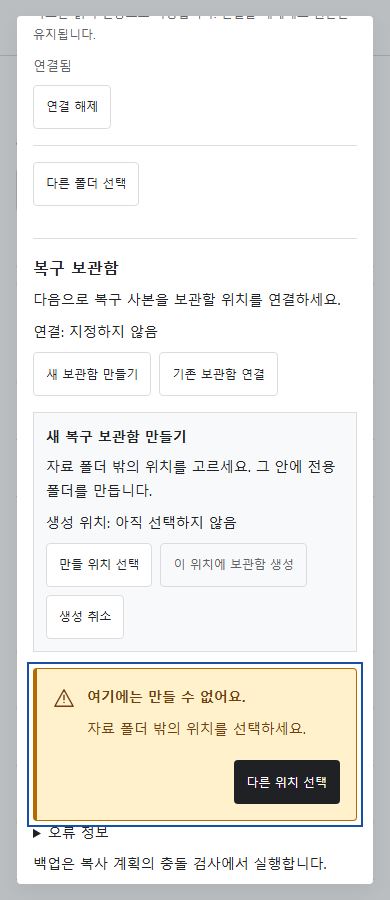 유지됩니다.
연결됨
연결 해제
다른 폴더 선택
복구 보관함
다음으로 복구 사본을 보관할 위치를 연결하세요.
연결: 지정하지 않음
새 보관함 만들기
기존 보관함 연결
새 복구 보관함 만들기
자료 폴더 밖의 위치를 고르세요. 그 안에 전용
폴더를 만듭니다.
생성 위치: 아직 선택하지 않음
만들 위치 선택
이 위치에 보관함 생성
생성 취소
여기에는 만들 수 없어요.
자료 폴더 밖의 위치를 선택하세요.
다른 위치 선택
오류 정보
백업은 복사 계획의 충돌 검사에서 실행합니다.